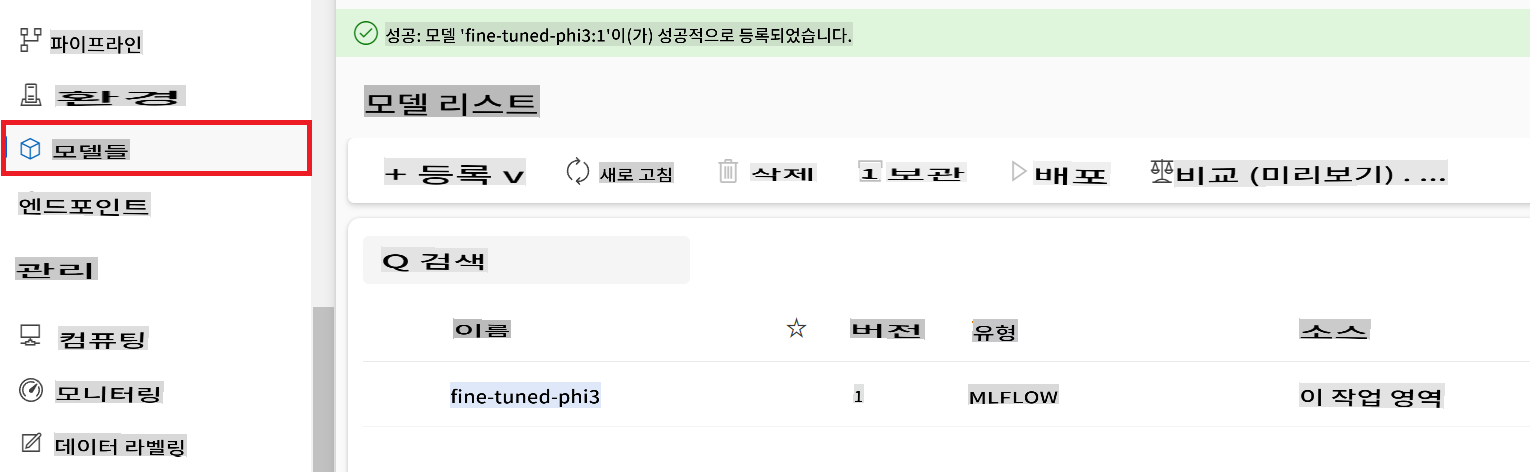 파이프라인
환경
모델들
엔드포인트
관리
컴퓨팅
모니터링
데이터 라벨링
성공: 모델 'fine-tuned-phi3:1'이(가) 성공적으로 등록되었습니다.
모델 리스트
+ 등록 v 새로 고침 삭제 1 보관 배포 비교 (미리보기) . ...
Q 검색
이름 버전 유형 소스
fine-tuned-phi3 1 MLFLOW 이 작업 영역